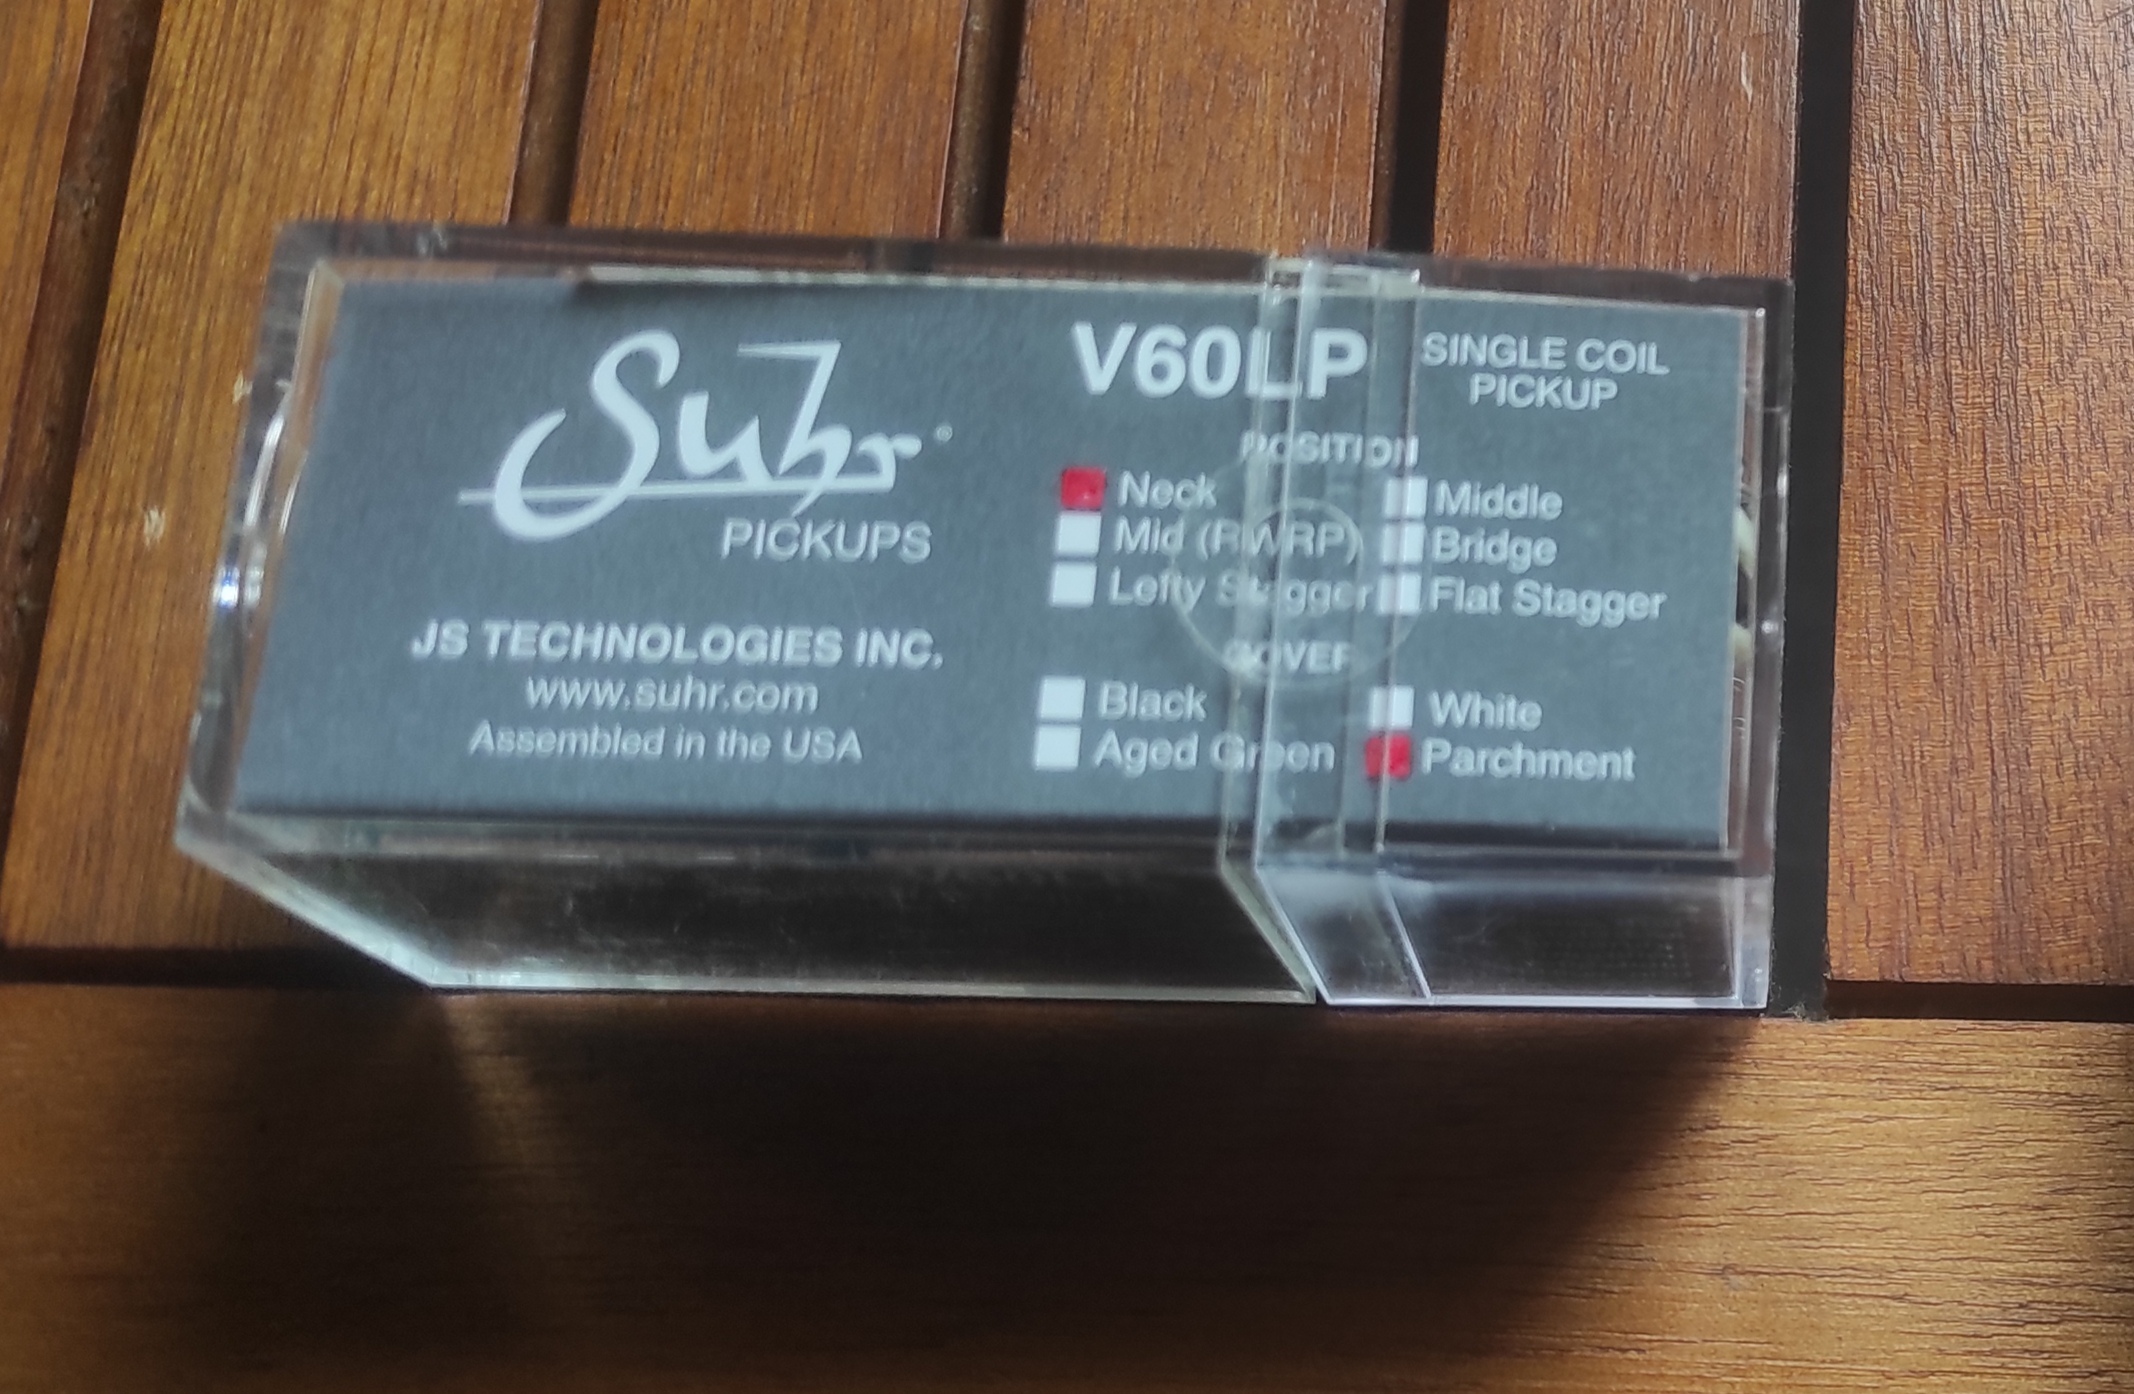 Suhr®
PICKUPS
JS TECHNOLOGIES INC.
www.suhr.com
Assembled in the USA
V60LP
SINGLE COIL
PICKUP
POSITION
Neck
Middle
Mid (RWRP)
Bridge
Lefty Stagger
Flat Stagger
COVER
Black
White
Aged Green
Parchment